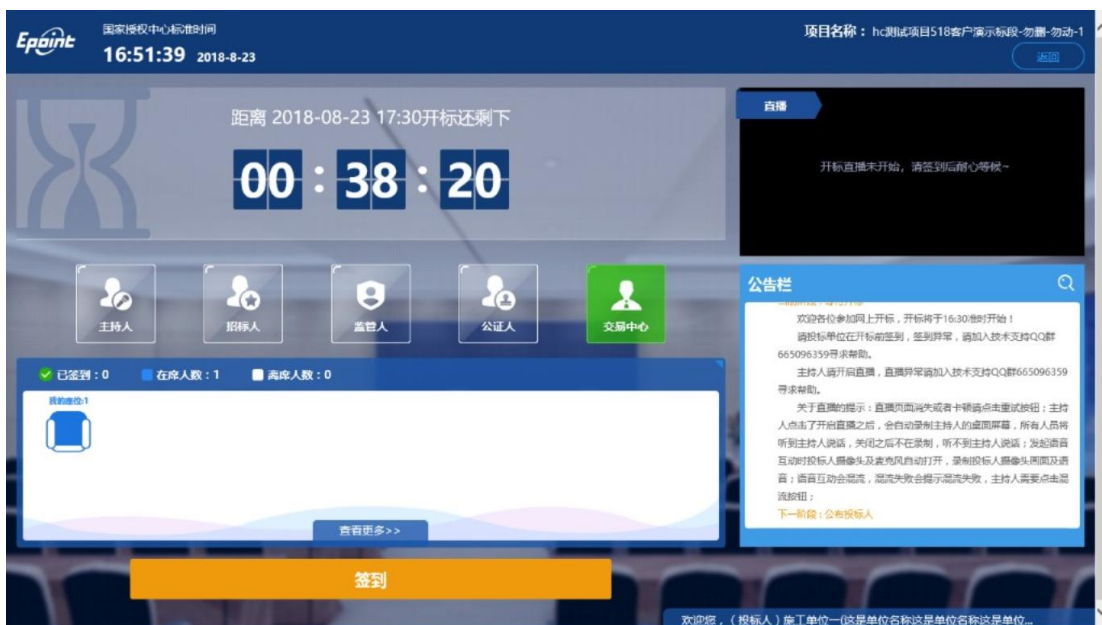 Epoint
国家授权中心标准时间
16:51:39 2018-8-23
项目名称：hc测试项目518客户演示标段-勿删-勿动-1
返回
距离 2018-08-23 17:30开标还剩下
00 : 38 : 20
直播
开标直播未开始，请签到后耐心等候~
主持人
招标人
监管人
公证人
交易中心
公告栏
欢迎各位参加网上开标，开标将于16:30准时开始！
请投标单位在开标前签到，签到异常，请加入技术支持QQ群
665096359寻求帮助。
主持人请开启直播，直播异常请加入技术支持QQ群665096359
寻求帮助。
关于直播的提示：直播页面消失或者卡顿请点击重试按钮；主持
人点击了开启直播之后，会自动录制主持人的桌面屏幕，所有人员将
听到主持人说话，关闭之后不在录制，听不到主持人说话；发起语音
互动时投标人摄像头及麦克风自动打开，录制投标人摄像头画面及语
音；语音互动会混流，混流失败会提示混流失败，主持人需要点击混
流按钮；
下一阶段：公布投标人
已签到：0 在席人数：1 离席人数：0
我的座位:1
查看更多>>
签到
欢迎您，（投标人）施工单位一(这是单位名称这是单位名称这是单位...